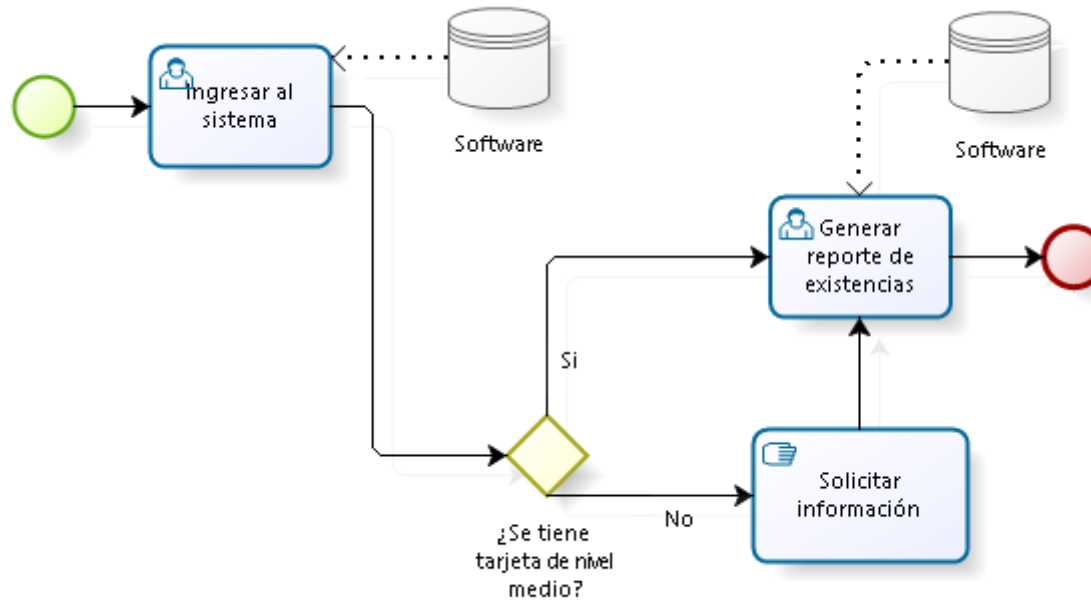 Ingresar al
sistema
Software
Software
Generar
reporte de
existencias
Si
No
Solicitar
información
¿Se tiene
tarjeta de nivel
medio?